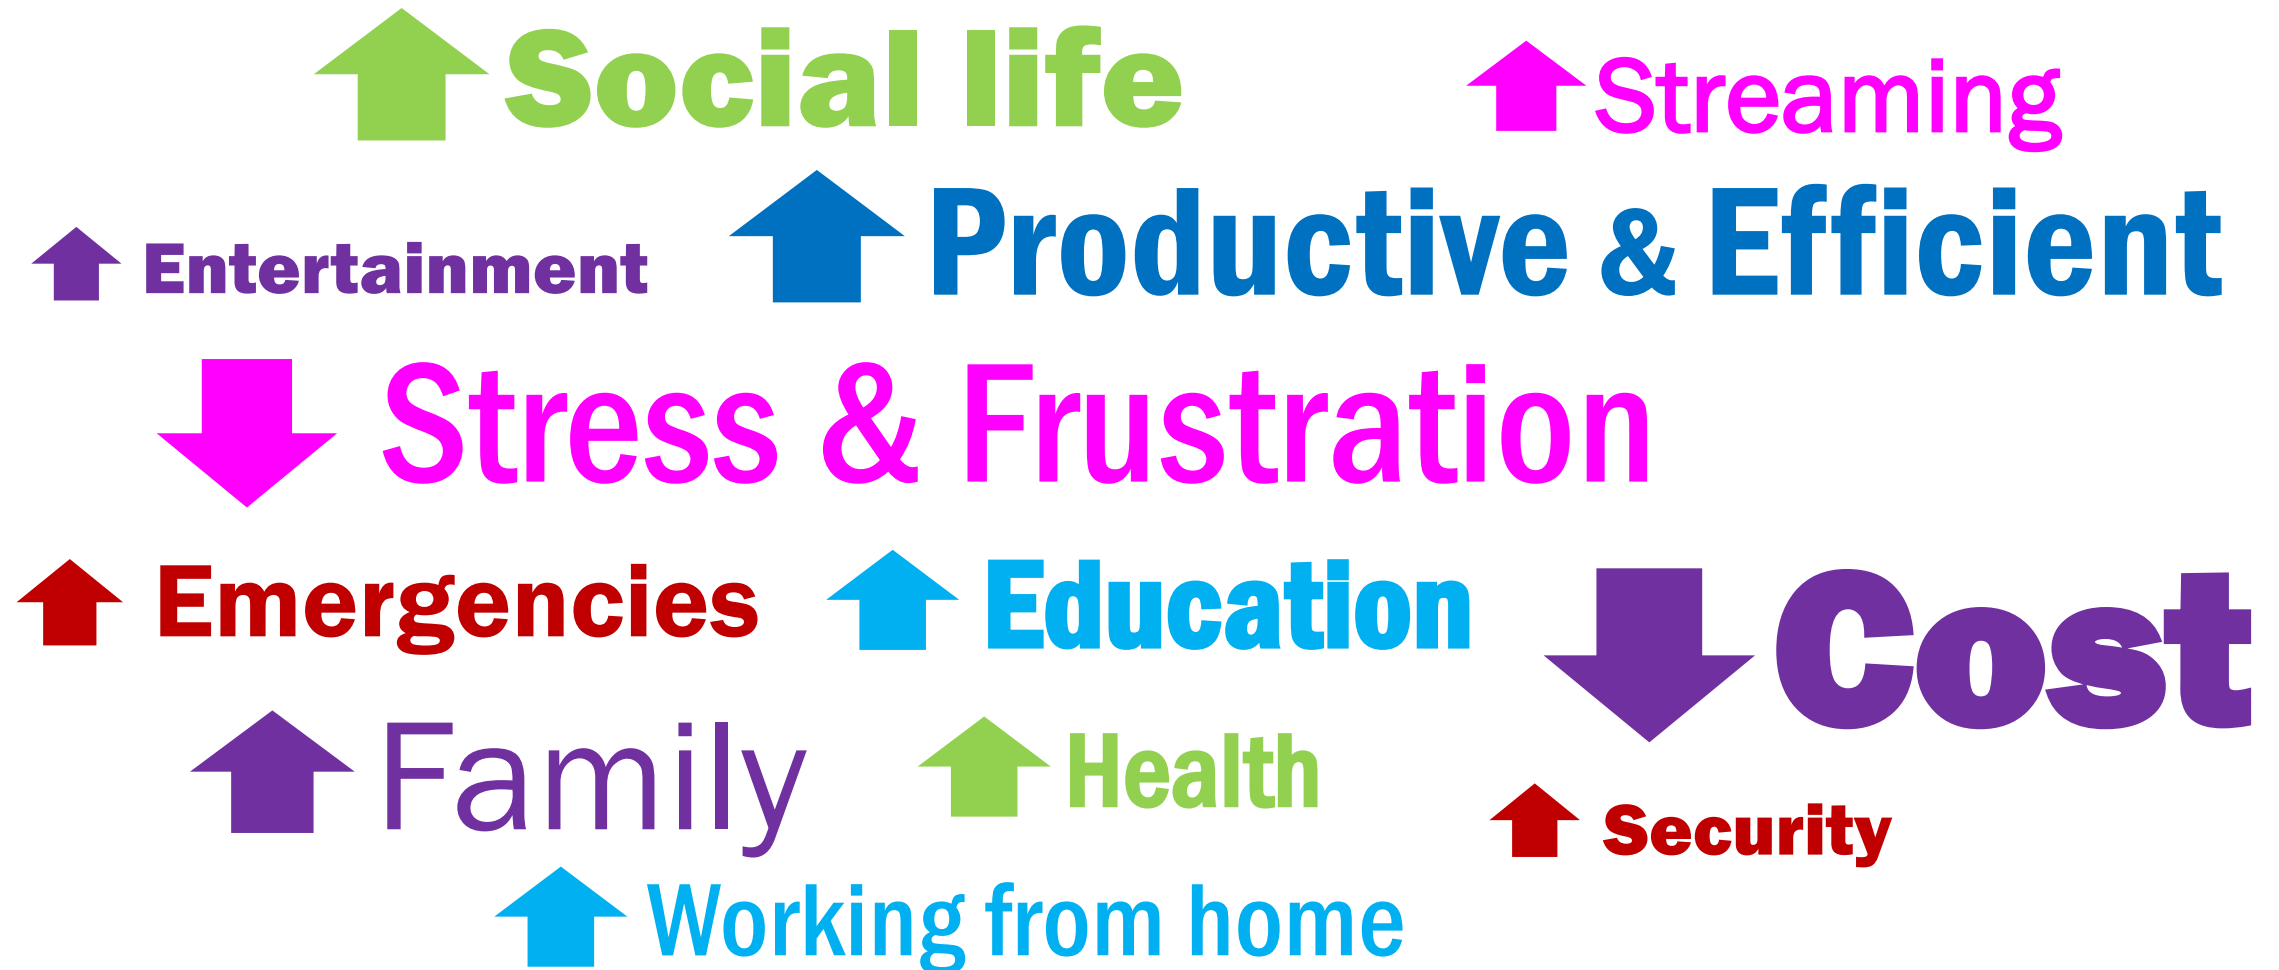 Social life
Streaming
Entertainment
Productive & Efficient
Stress & Frustration
Emergencies
Education
Cost
Family
Health
Security
Working from home